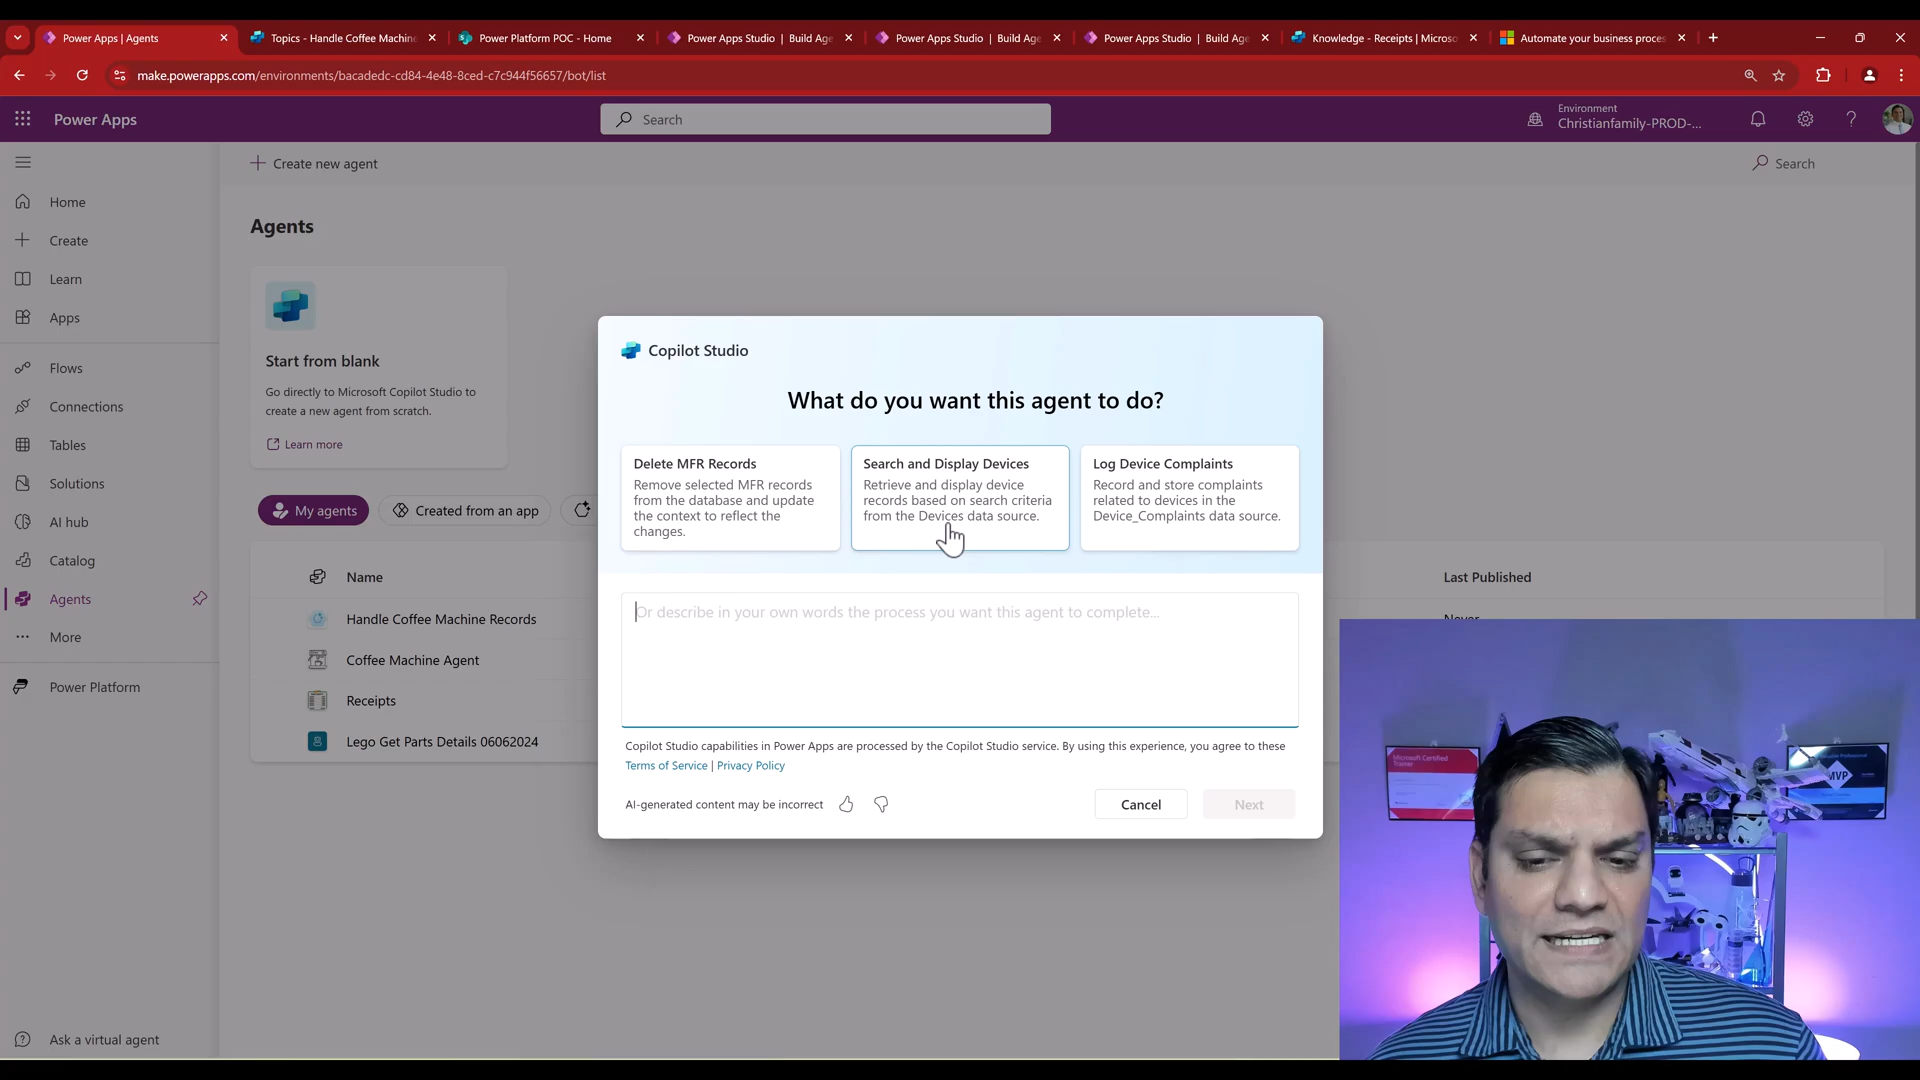 Power Apps | Agents
Topics - Handle Coffee Machine
Power Platform POC - Home
Power Apps Studio | Build Age
Power Apps Studio | Build Age
Power Apps Studio | Build Age
Knowledge - Receipts | Microso
Automate your business proces
make.powerapps.com/environments/bacadedc-cd84-4e48-8ced-c7c944f56657/bot/list
Power Apps
Search
Environment
Christianfamily-PROD-...
Create new agent
Search
Home
Create
Learn
Apps
Flows
Connections
Tables
Solutions
AI hub
Catalog
Agents
More
Power Platform
Ask a virtual agent
Agents
Start from blank
Go directly to Microsoft Copilot Studio to
create a new agent from scratch.
Learn more
My agents
Created from an app
Name
Last Published
Handle Coffee Machine Records
Never
Coffee Machine Agent
Receipts
Lego Get Parts Details 06062024
Copilot Studio
What do you want this agent to do?
Delete MFR Records
Remove selected MFR records
from the database and update
the context to reflect the
changes.
Search and Display Devices
Retrieve and display device
records based on search criteria
from the Devices data source.
Log Device Complaints
Record and store complaints
related to devices in the
Device_Complaints data source.
Or describe in your own words the process you want this agent to complete...
Copilot Studio capabilities in Power Apps are processed by the Copilot Studio service. By using this experience, you agree to these
Terms of Service | Privacy Policy
AI-generated content may be incorrect
Cancel
Next
Microsoft Certified
Trainer
MVP